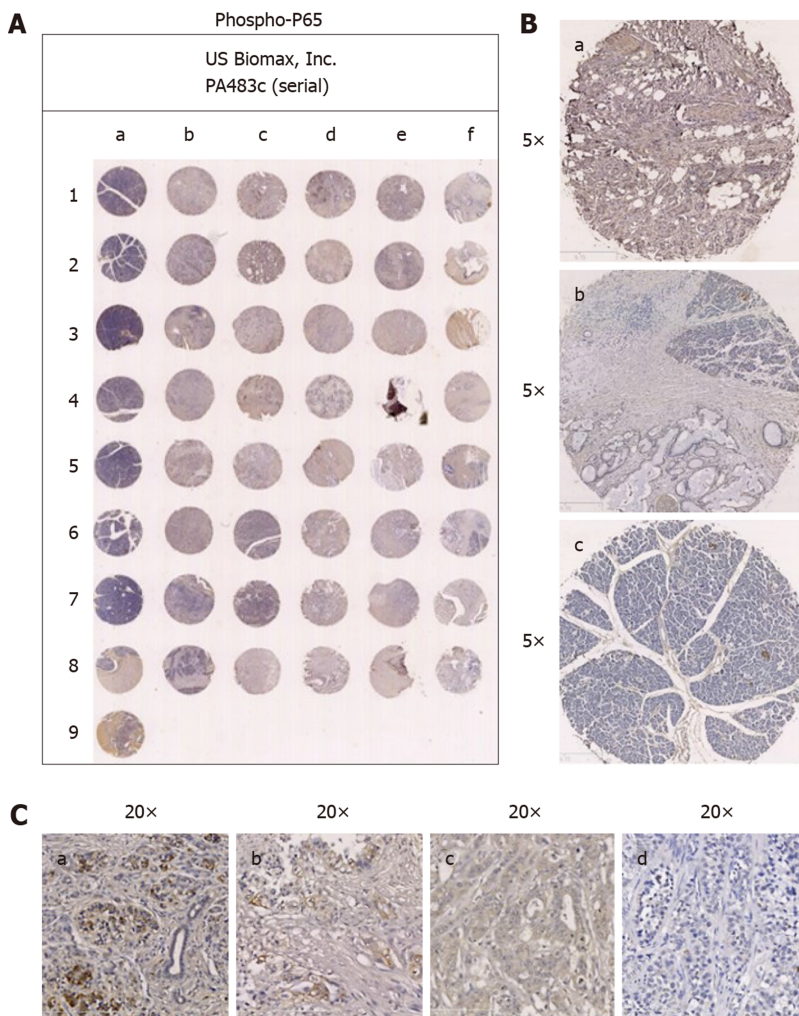 A
Phospho-P65
US Biomax, Inc.
PA483c (serial)
a b c d e f
1
2
3
4
5
6
7
8
9
B
a
5×
b
5×
c
5×
C
20× 20× 20× 20×
a b c d